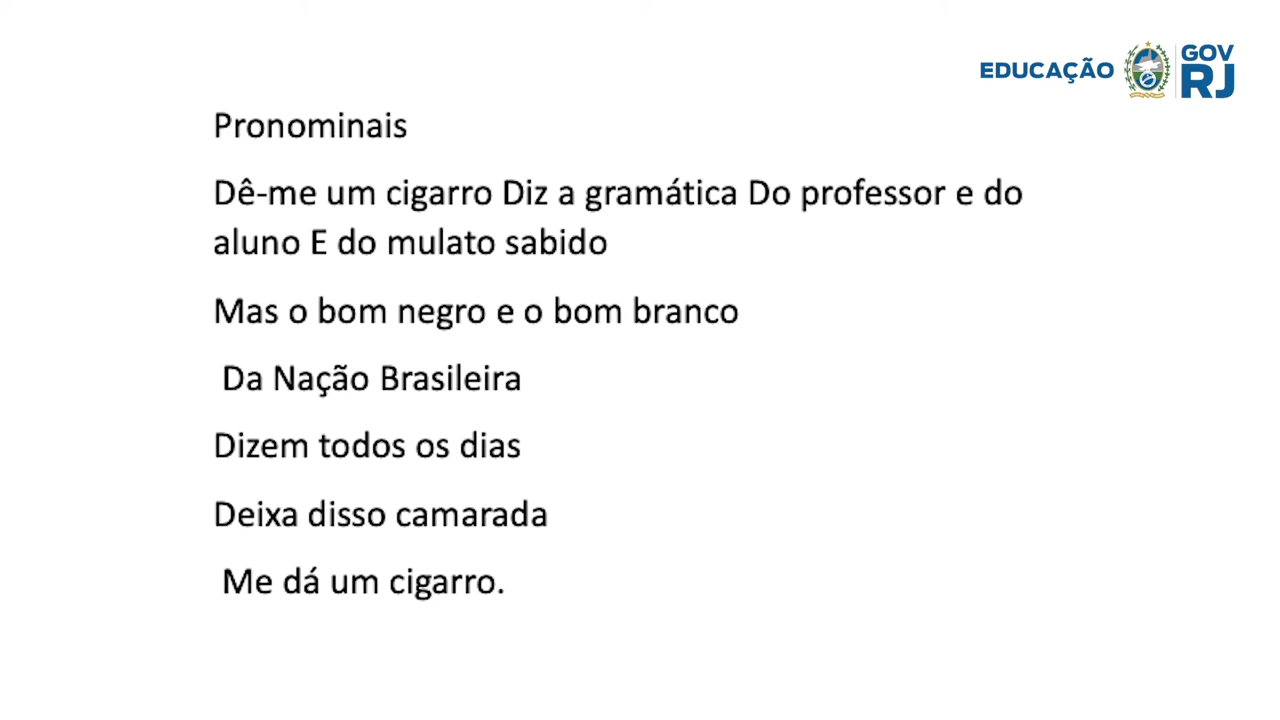 EDUCAÇÃO
GOV
RJ
Pronominais
Dê-me um cigarro Diz a gramática Do professor e do
aluno E do mulato sabido
Mas o bom negro e o bom branco
Da Nação Brasileira
Dizem todos os dias
Deixa disso camarada
Me dá um cigarro.